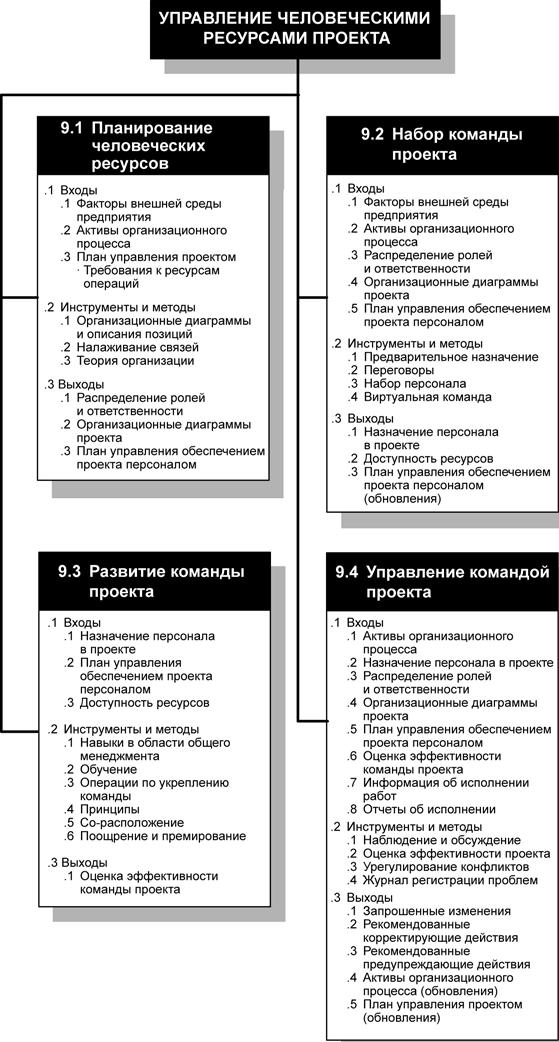 УПРАВЛЕНИЕ ЧЕЛОВЕЧЕСКИМИ
РЕСУРСАМИ ПРОЕКТА
9.1 Планирование
человеческих
ресурсов
.1 Входы
.1 Факторы внешней среды
предприятия
.2 Активы организационного
процесса
.3 План управления проектом
· Требования к ресурсам
операций
.2 Инструменты и методы
.1 Организационные диаграммы
и описания позиций
.2 Налаживание связей
.3 Теория организации
.3 Выходы
.1 Распределение ролей
и ответственности
.2 Организационные диаграммы
проекта
.3 План управления обеспечением
проекта персоналом
9.2 Набор команды
проекта
.1 Входы
.1 Факторы внешней среды
предприятия
.2 Активы организационного
процесса
.3 Распределение ролей
и ответственности
.4 Организационные диаграммы
проекта
.5 План управления обеспечением
проекта персоналом
.2 Инструменты и методы
.1 Предварительное назначение
.2 Переговоры
.3 Набор персонала
.4 Виртуальная команда
.3 Выходы
.1 Назначение персонала
в проекте
.2 Доступность ресурсов
.3 План управления обеспечением
проекта персоналом
(обновления)
9.3 Развитие команды
проекта
.1 Входы
.1 Назначение персонала
в проекте
.2 План управления
обеспечением проекта
персоналом
.3 Доступность ресурсов
.2 Инструменты и методы
.1 Навыки в области общего
менеджмента
.2 Обучение
.3 Операции по укреплению
команды
.4 Принципы
.5 Со-расположение
.6 Поощрение и премирование
.3 Выходы
.1 Оценка эффективности
команды проекта
9.4 Управление командой
проекта
.1 Входы
.1 Активы организационного
процесса
.2 Назначение персонала в проекте
.3 Распределение ролей
и ответственности
.4 Организационные диаграммы
проекта
.5 План управления обеспечением
проекта персоналом
.6 Оценка эффективности
команды проекта
.7 Информация об исполнении
работ
.8 Отчеты об исполнении
.2 Инструменты и методы
.1 Наблюдение и обсуждение
.2 Оценка эффективности проекта
.3 Урегулирование конфликтов
.4 Журнал регистрации проблем
.3 Выходы
.1 Запрошенные изменения
.2 Рекомендованные
корректирующие действия
.3 Рекомендованные
предупреждающие действия
.4 Активы организационного
процесса (обновления)
.5 План управления проектом
(обновления)